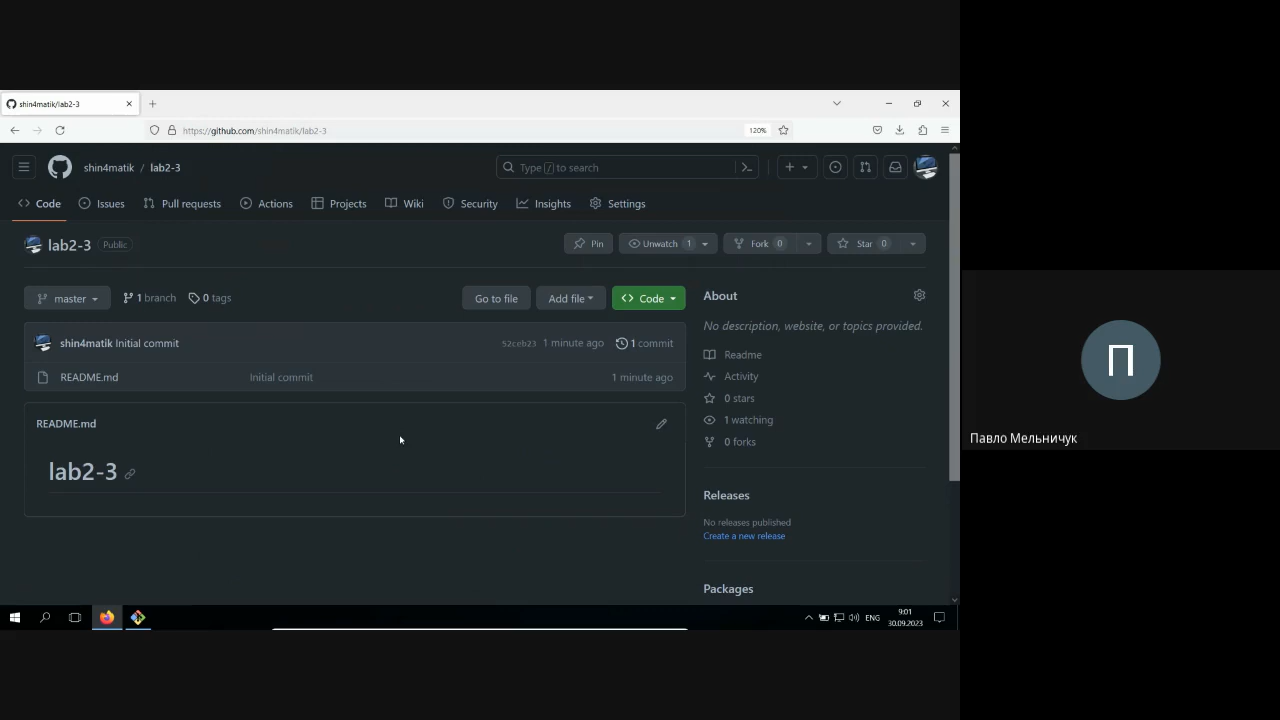 shin4matik/lab2-3
https://github.com/shin4matik/lab2-3
120%
shin4matik / lab2-3
Type / to search
Code
Issues
Pull requests
Actions
Projects
Wiki
Security
Insights
Settings
lab2-3 Public
Pin
Unwatch 1
Fork 0
Star 0
master
1 branch
0 tags
Go to file
Add file
Code
About
No description, website, or topics provided.
shin4matik Initial commit
52ceb23 1 minute ago
1 commit
README.md
Initial commit
1 minute ago
Readme
Activity
0 stars
1 watching
0 forks
README.md
lab2-3
Releases
No releases published
Create a new release
Packages
ENG
9:01
30.09.2023
П
Павло Мельничук